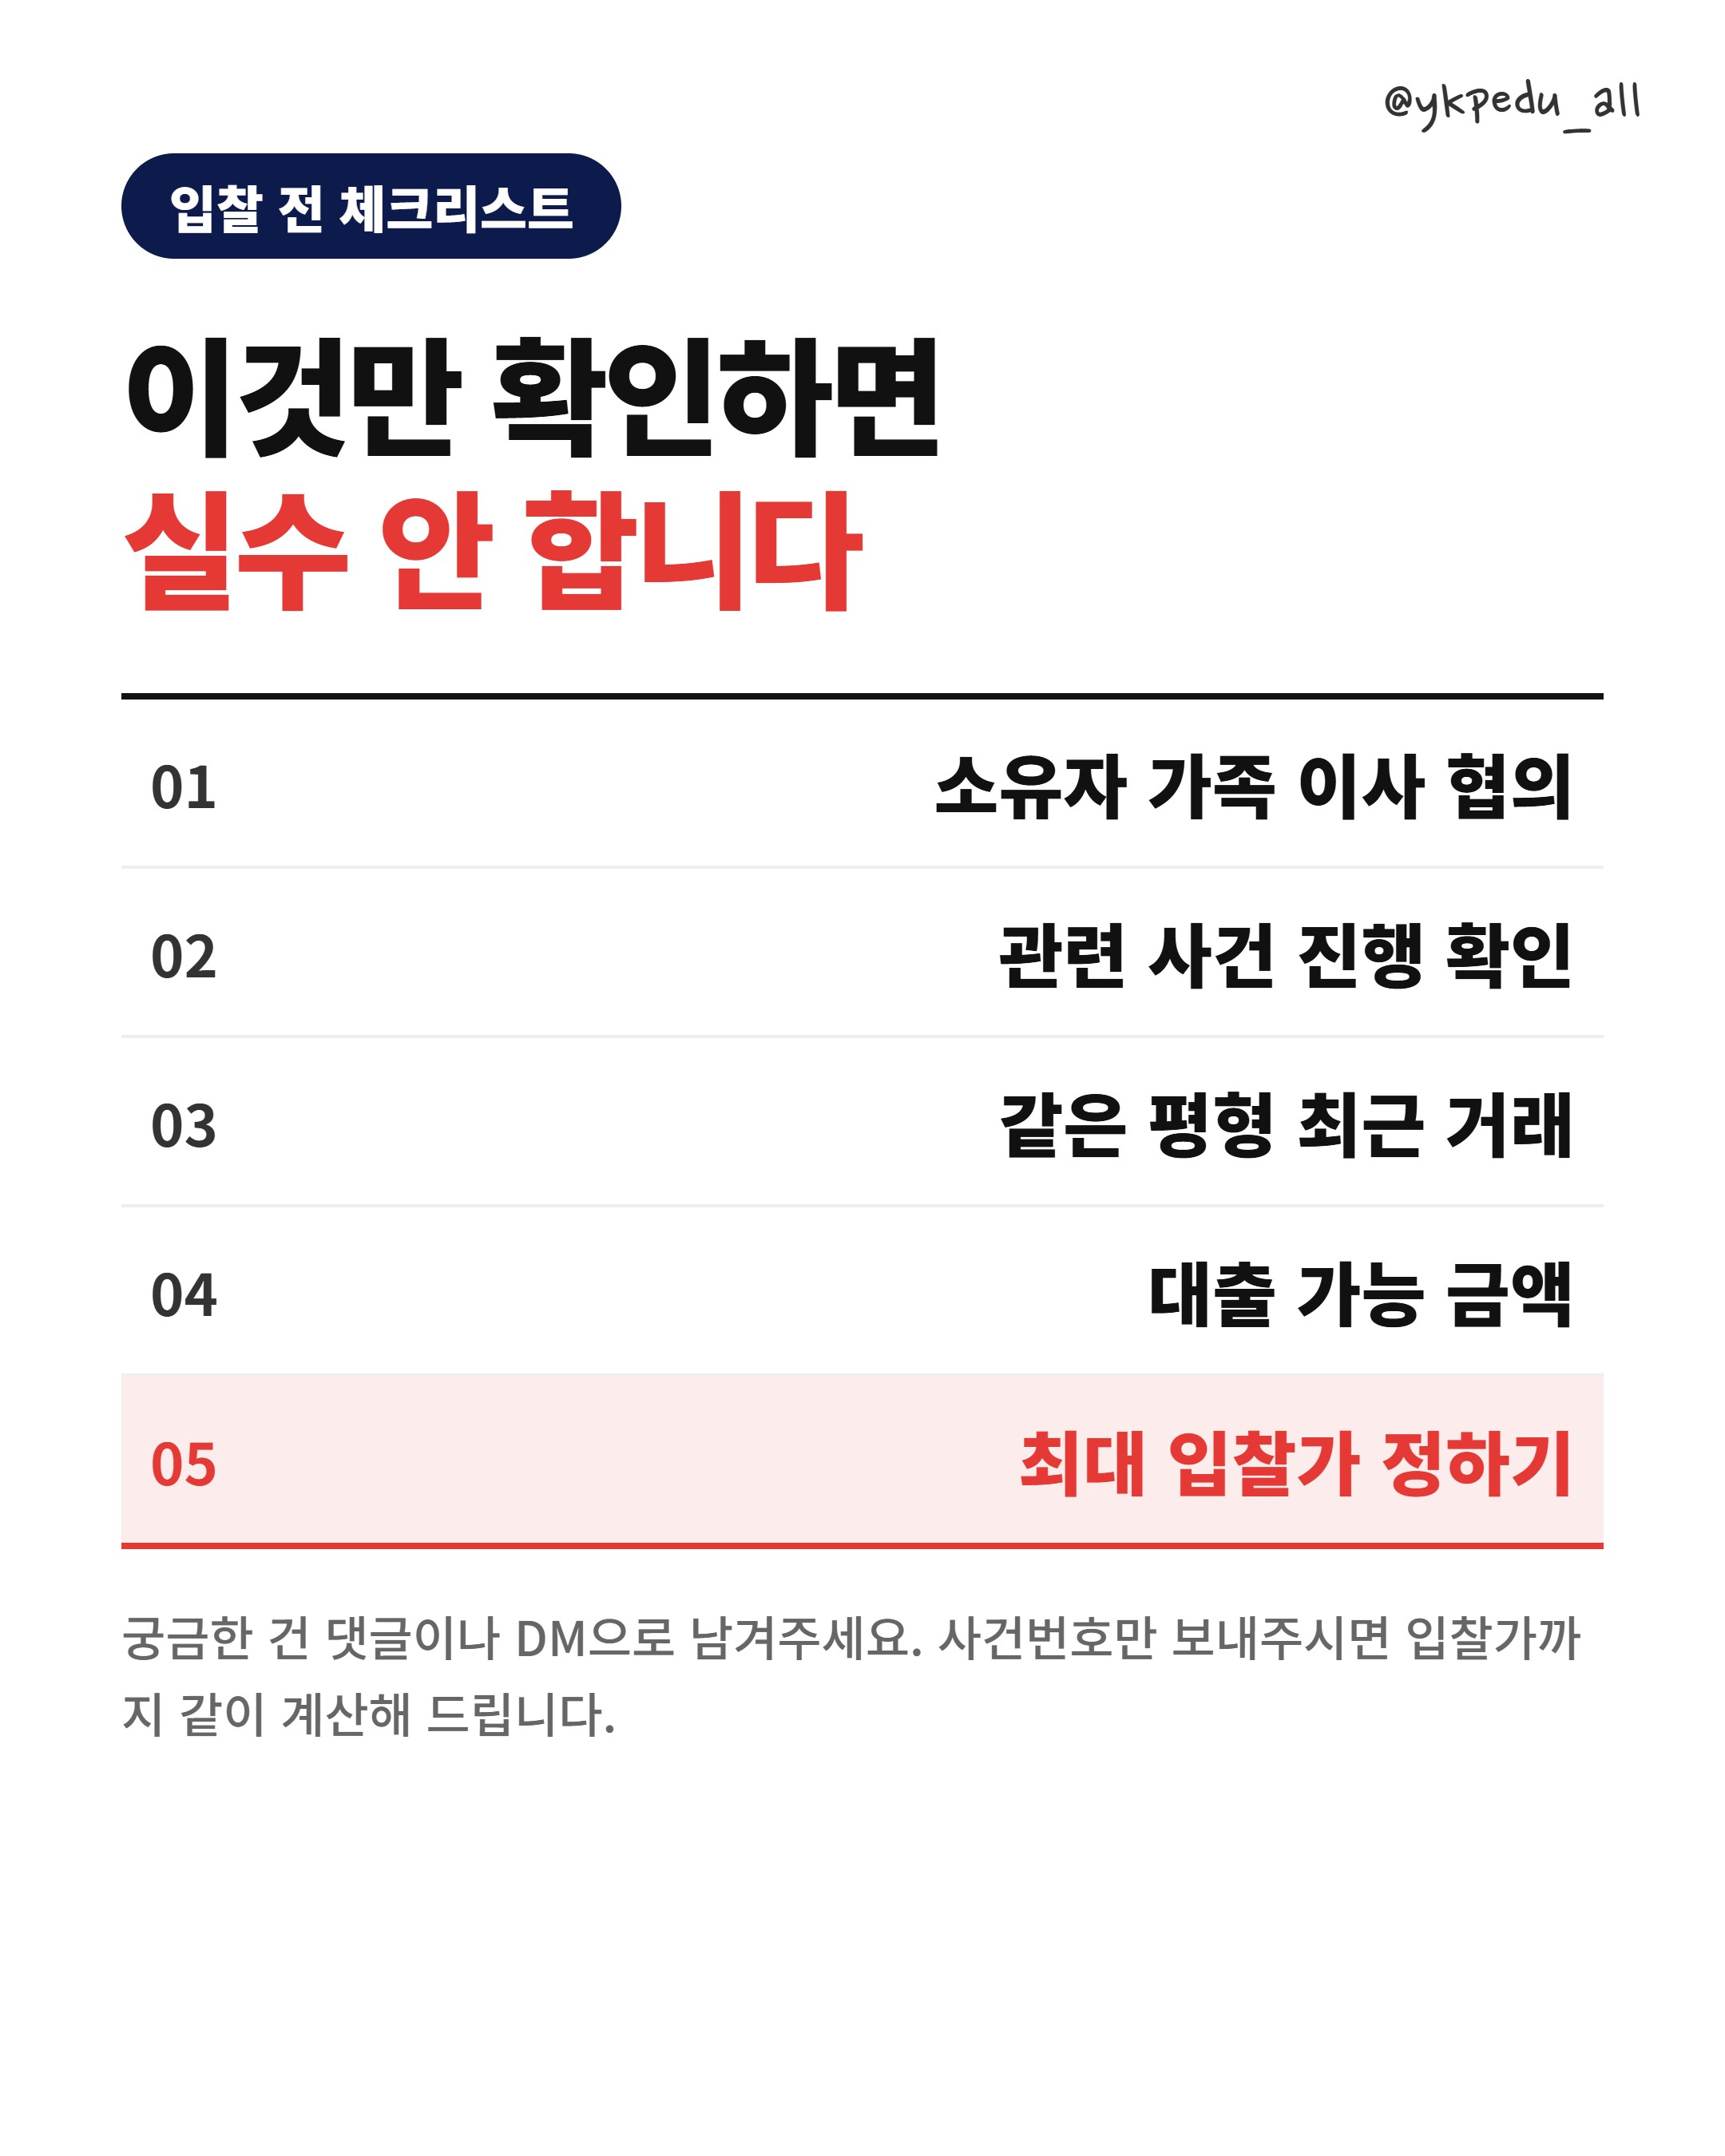 @ykpedu_all
입찰 전 체크리스트
이것만 확인하면
실수 안 합니다
01 소유자 가족 이사 협의
02 관련 사건 진행 확인
03 같은 평형 최근 거래
04 대출 가능 금액
05 최대 입찰가 정하기
궁금한 건 댓글이나 DM으로 남겨주세요. 사건번호만 보내주시면 입찰가까
지 같이 계산해 드립니다.